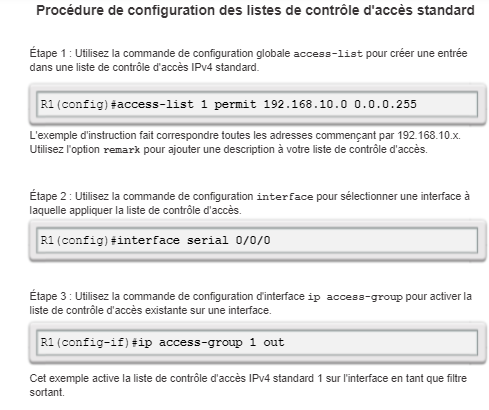 Procédure de configuration des listes de contrôle d'accès standard
Étape 1 : Utilisez la commande de configuration globale access-list pour créer une entrée
dans une liste de contrôle d'accès IPv4 standard.
R1(config)#access-list 1 permit 192.168.10.0 0.0.0.255
L'exemple d'instruction fait correspondre toutes les adresses commençant par 192.168.10.x.
Utilisez l'option remark pour ajouter une description à votre liste de contrôle d'accès.
Étape 2 : Utilisez la commande de configuration interface pour sélectionner une interface à
laquelle appliquer la liste de contrôle d'accès.
R1(config)#interface serial 0/0/0
Étape 3 : Utilisez la commande de configuration d'interface ip access-group pour activer la
liste de contrôle d'accès existante sur une interface.
R1(config-if)#ip access-group 1 out
Cet exemple active la liste de contrôle d'accès IPv4 standard 1 sur l'interface en tant que filtre
sortant.